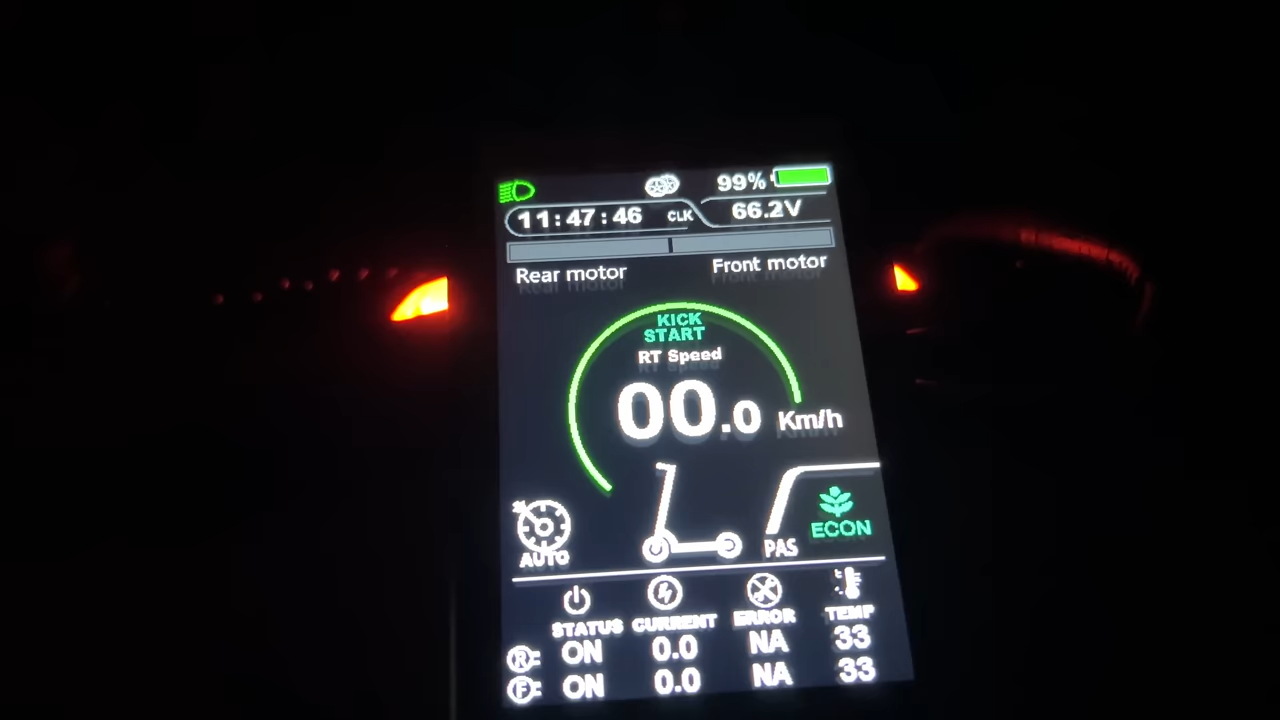 99%
11:47:46 CLK 66.2V
Rear motor Front motor
KICK
START
RT Speed
00.0 Km/h
AUTO PAS ECON
STATUS CURRENT ERROR TEMP
R ON 0.0 NA 33
F ON 0.0 NA 33